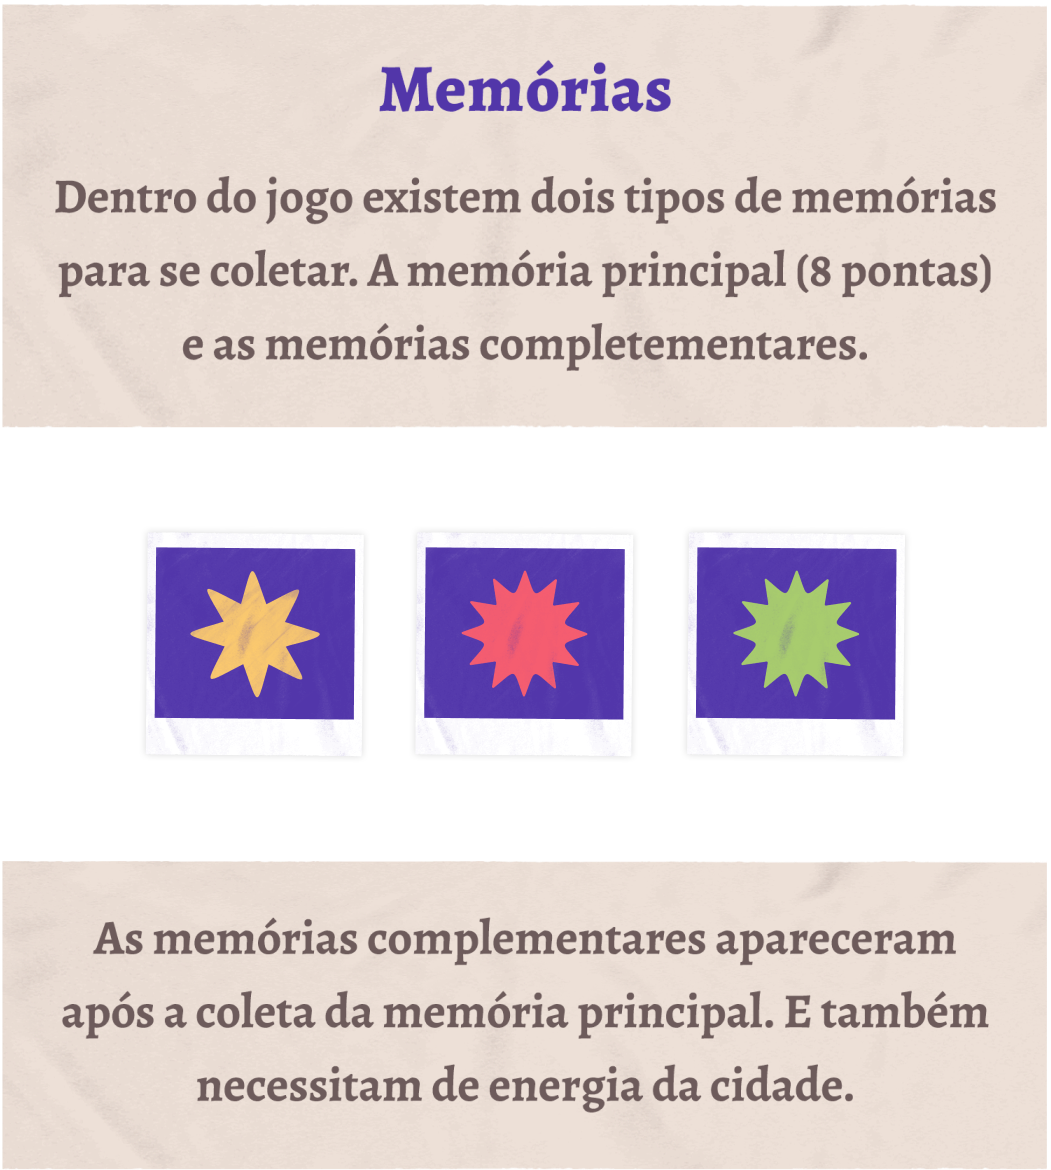 Memórias
Dentro do jogo existem dois tipos de memórias
para se coletar. A memória principal (8 pontas)
e as memórias completementares.
As memórias complementares apareceram
após a coleta da memória principal. E também
necessitam de energia da cidade.